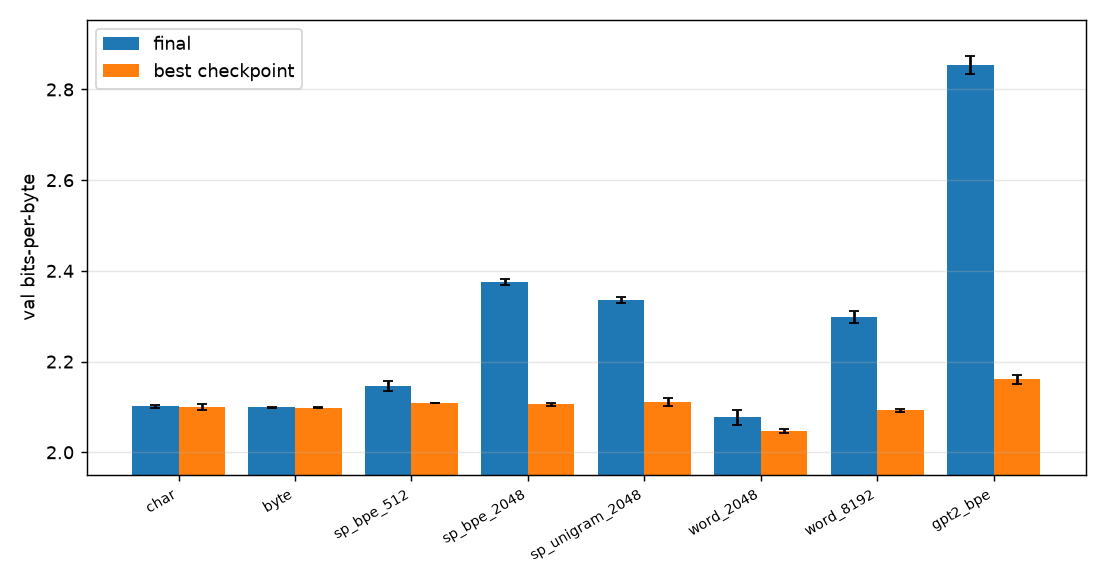 final
best checkpoint
val bits-per-byte
2.8
2.6
2.4
2.2
2.0
char
byte
sp_bpe_512
sp_bpe_2048
sp_unigram_2048
word_2048
word_8192
gpt2_bpe